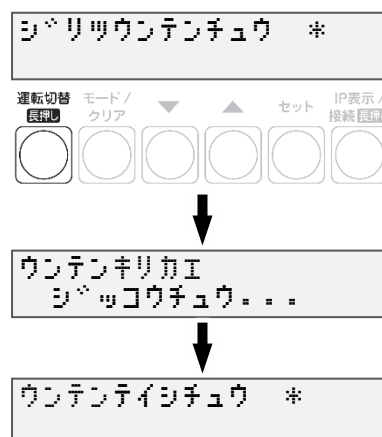 ジリツウンテンチュウ *
運転切替
長押し
モード/
クリア
▼
▲
セット
IP表示/
接続 長押
ウンテンキリカエ
ジッコウチュウ...
ウンテンテイシチュウ *